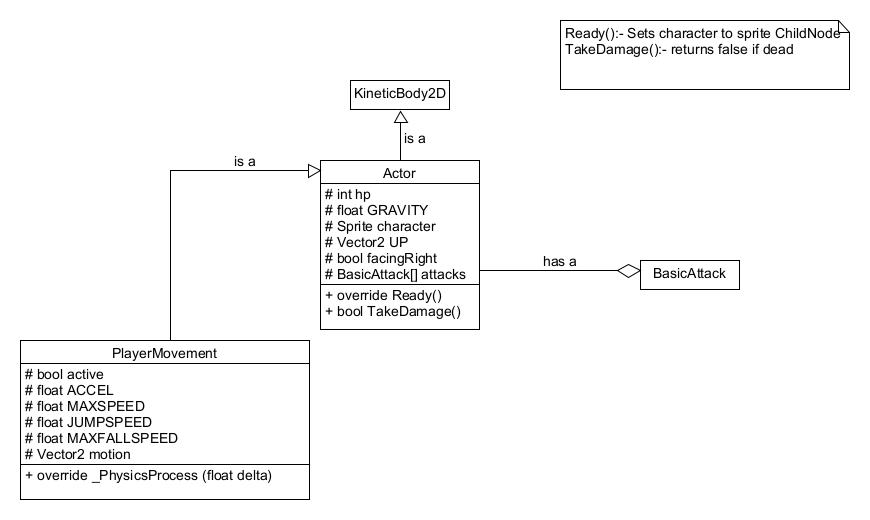 Ready():- Sets character to sprite ChildNode
TakeDamage():- returns false if dead
KineticBody2D
is a
is a
Actor
# int hp
# float GRAVITY
# Sprite character
# Vector2 UP
# bool facingRight
# BasicAttack[] attacks
+ override Ready()
+ bool TakeDamage()
has a
BasicAttack
PlayerMovement
# bool active
# float ACCEL
# float MAXSPEED
# float JUMPSPEED
# float MAXFALLSPEED
# Vector2 motion
+ override _PhysicsProcess (float delta)